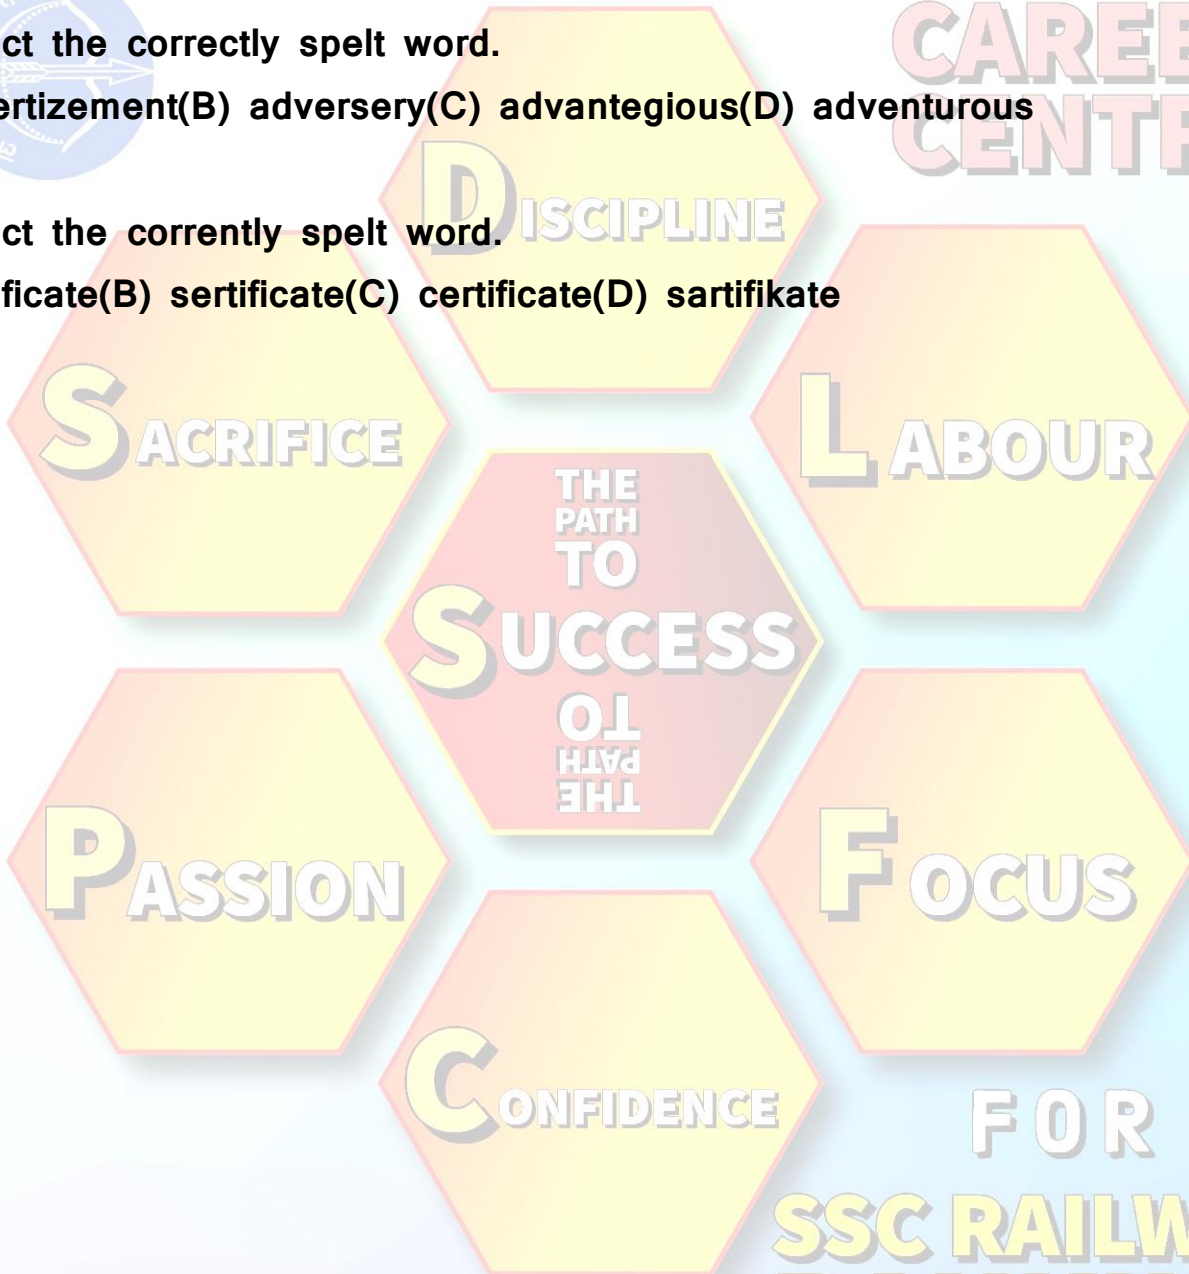 ct the correctly spelt word.
ertizement(B) adversery(C) advantegious(D) adventurous
ct the corrently spelt word.
ficate(B) sertificate(C) certificate(D) sartifikate
CAREE
CENTR
DISCIPLINE
SACRIFICE
LABOUR
THE
PATH
TO
SUCCESS
TO
PATH
THE
PASSION
FOCUS
CONFIDENCE
FOR
SSC RAILW